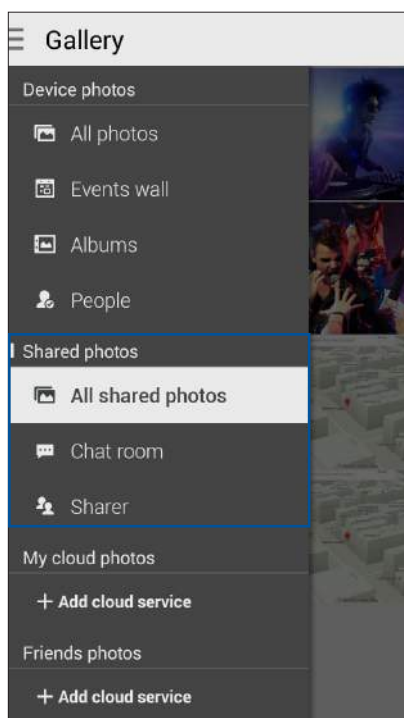 Gallery
Device photos
All photos
Events wall
Albums
People
Shared photos
All shared photos
Chat room
Sharer
My cloud photos
+ Add cloud service
Friends photos
+ Add cloud service